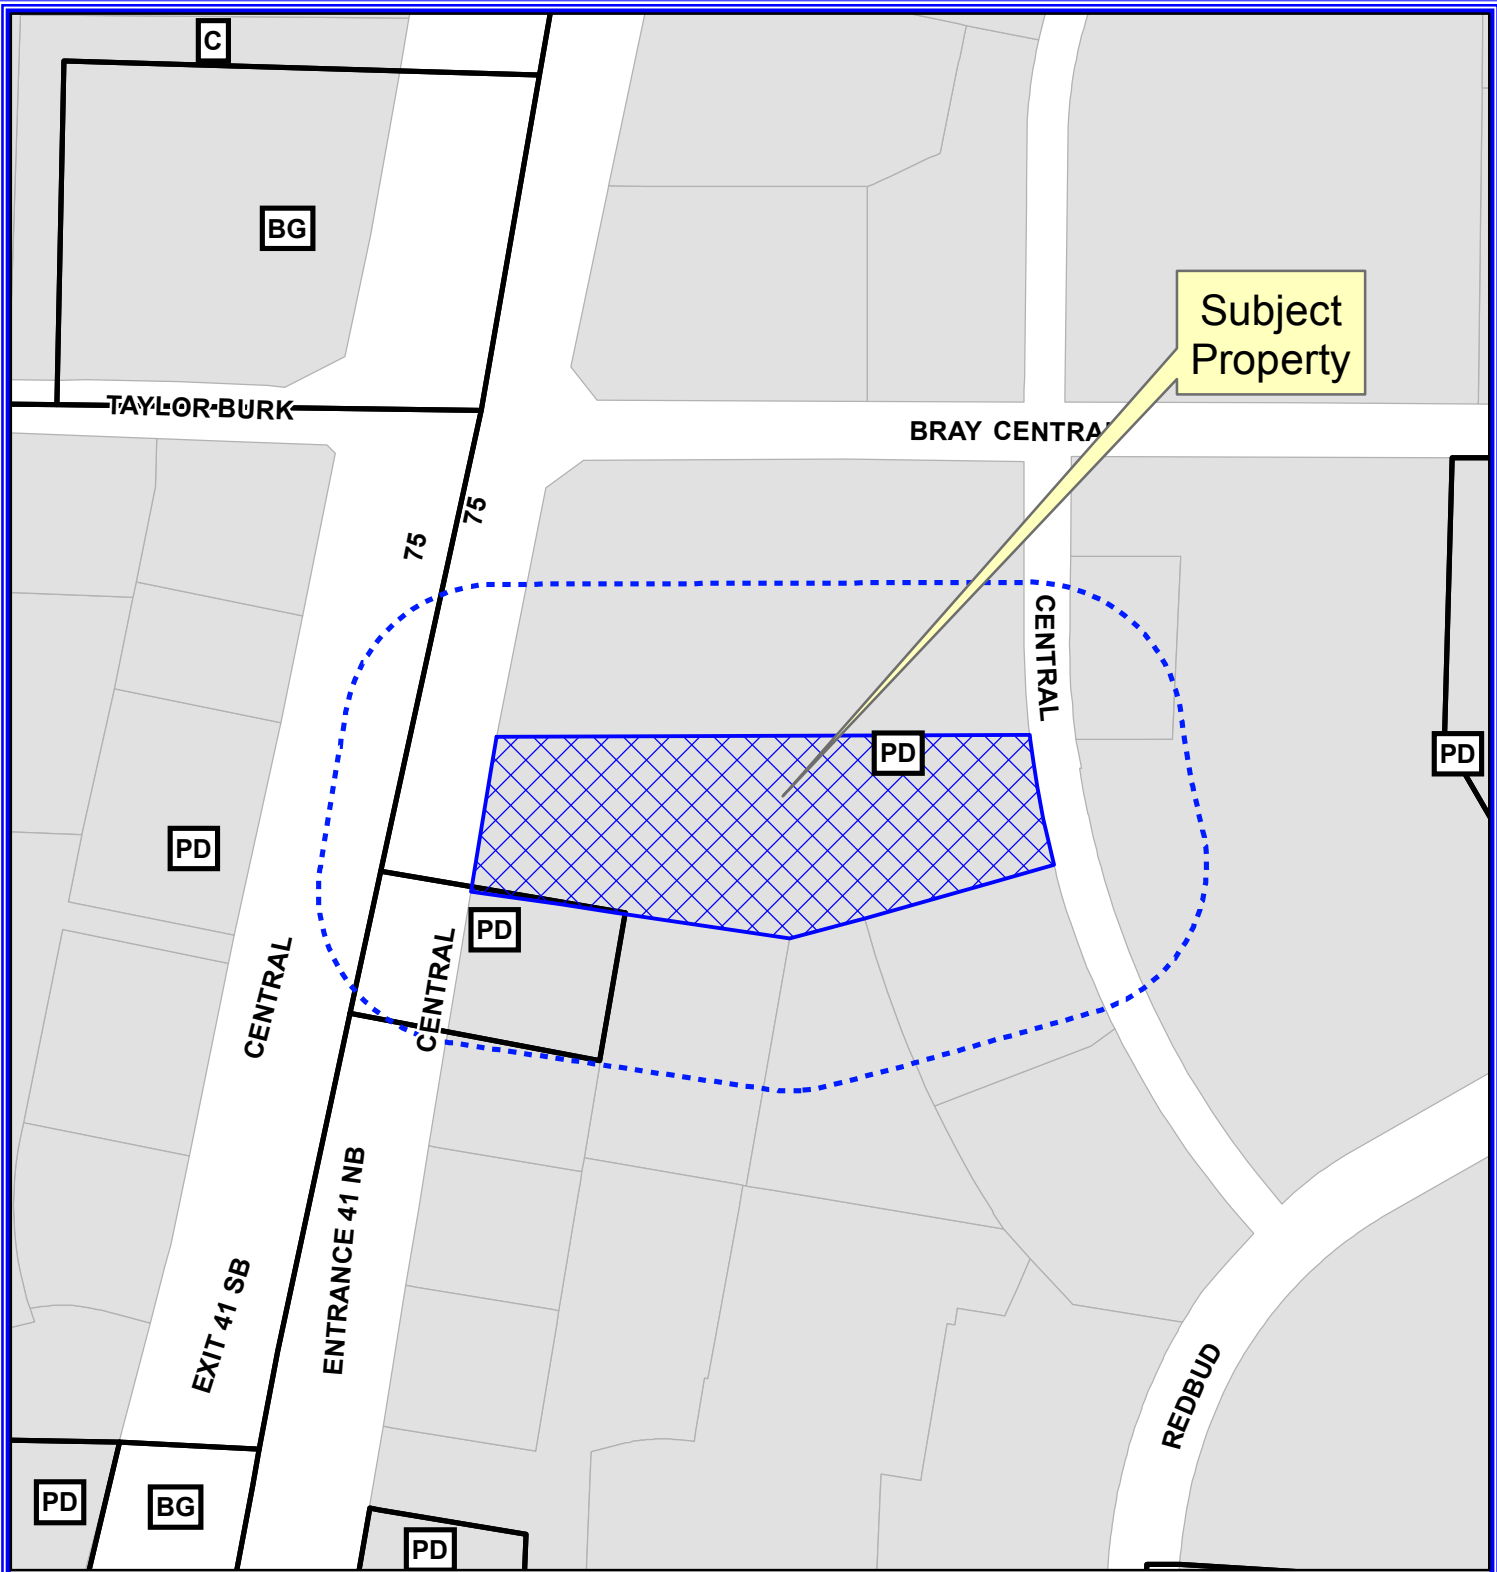 C
BG
Subject
Property
TAYLOR BURK
BRAY CENTRA
75
75
CENTRAL
PD
PD
PD
PD
CENTRAL
CENTRAL
ENTRANCE 41 NB
EXIT 41 SB
REDBUD
PD
BG
PD